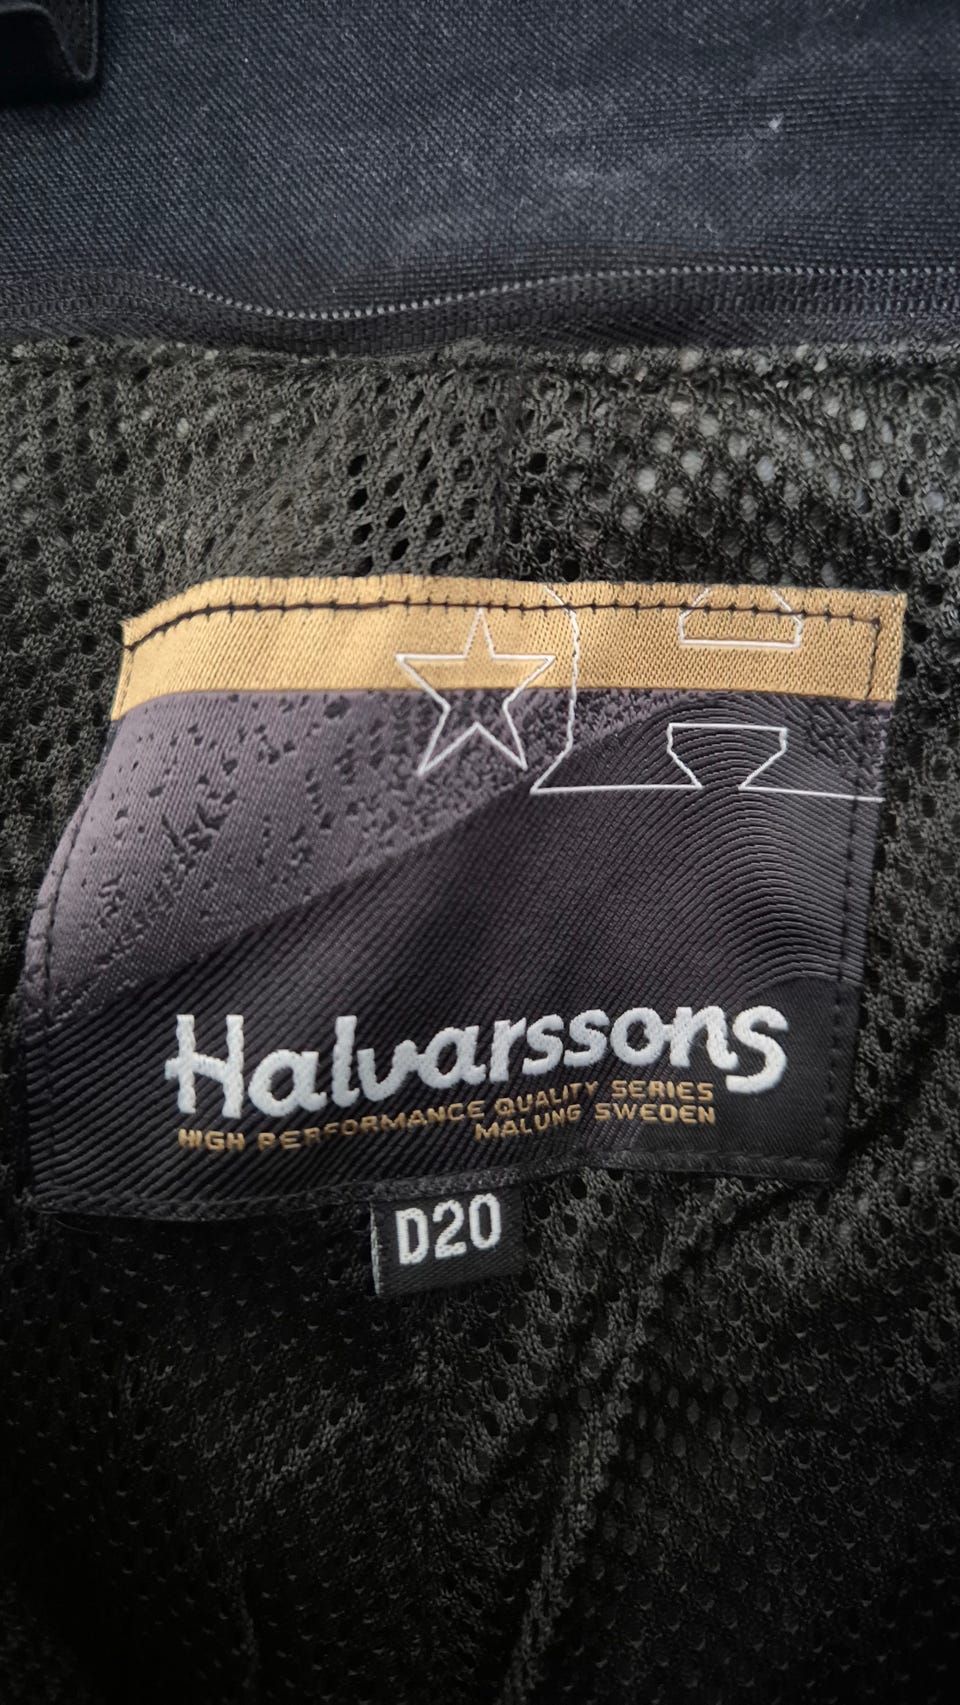 Halvarssons
HIGH PERFORMANCE QUALITY SERIES
MALUNG SWEDEN
D20